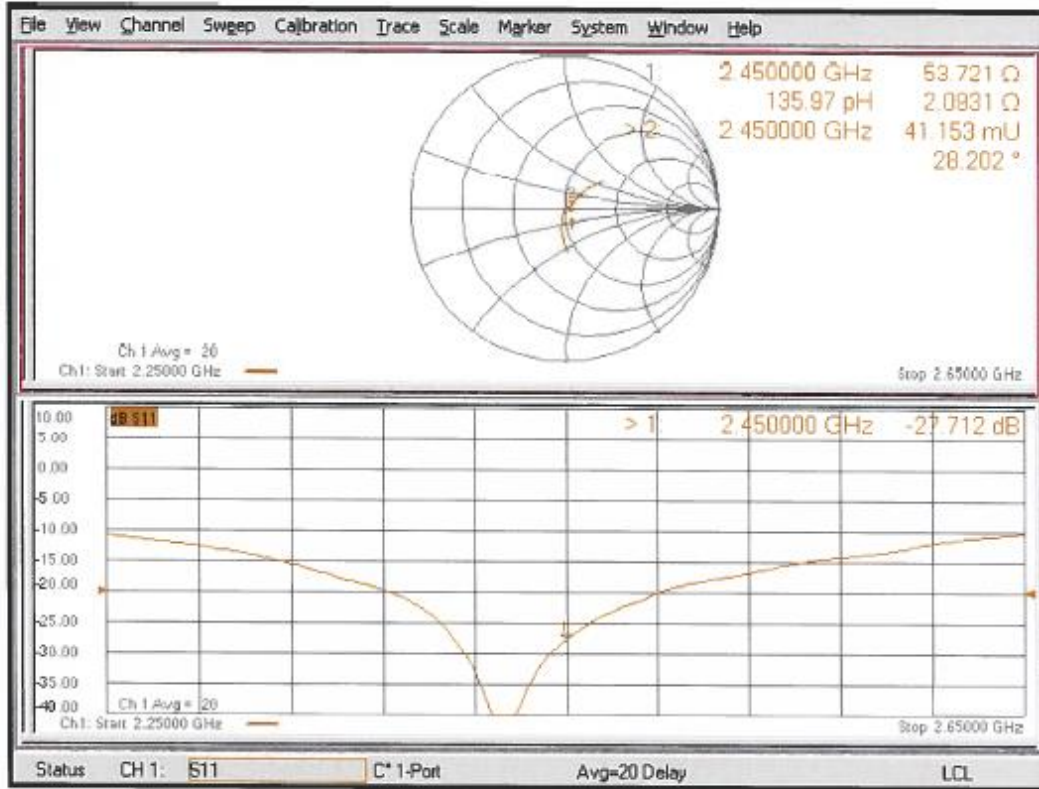 File View Channel Sweep Calibration Trace Scale Marker System Window Help
1: 2.450000 GHz 53.721 Ω
135.97 pH 2.0931 Ω
> 2: 2.450000 GHz 41.153 mU
28.202 °
Ch 1 Avg = 20
Ch1: Start 2.25000 GHz
Stop 2.65000 GHz
10.00 dB S11 > 1: 2.450000 GHz -27.712 dB
5.00
0.00
-5.00
-10.00
-15.00
-20.00
-25.00
-30.00
-35.00
-40.00 Ch 1 Avg = 20
Ch1: Start 2.25000 GHz
Stop 2.65000 GHz
Status CH 1: S11 C* 1-Port Avg=20 Delay LCL